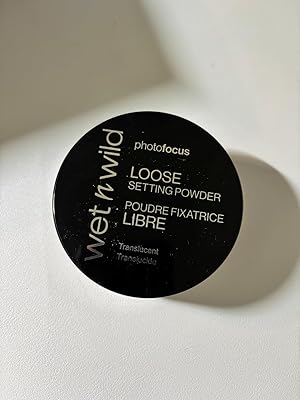 wet n wild
photofocus
LOOSE
SETTING POWDER
POUDRE FIXATRICE
LIBRE
Translucent
Translucide